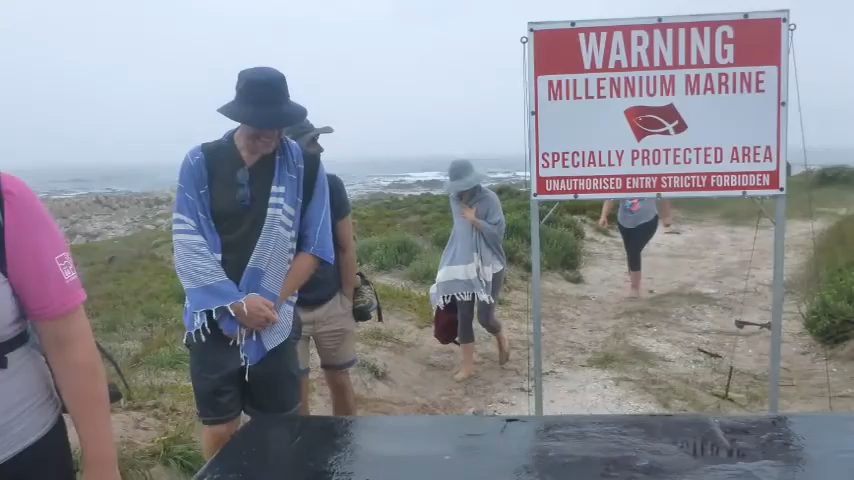 WARNING
MILLENNIUM MARINE
SPECIALLY PROTECTED AREA
UNAUTHORISED ENTRY STRICTLY FORBIDDEN